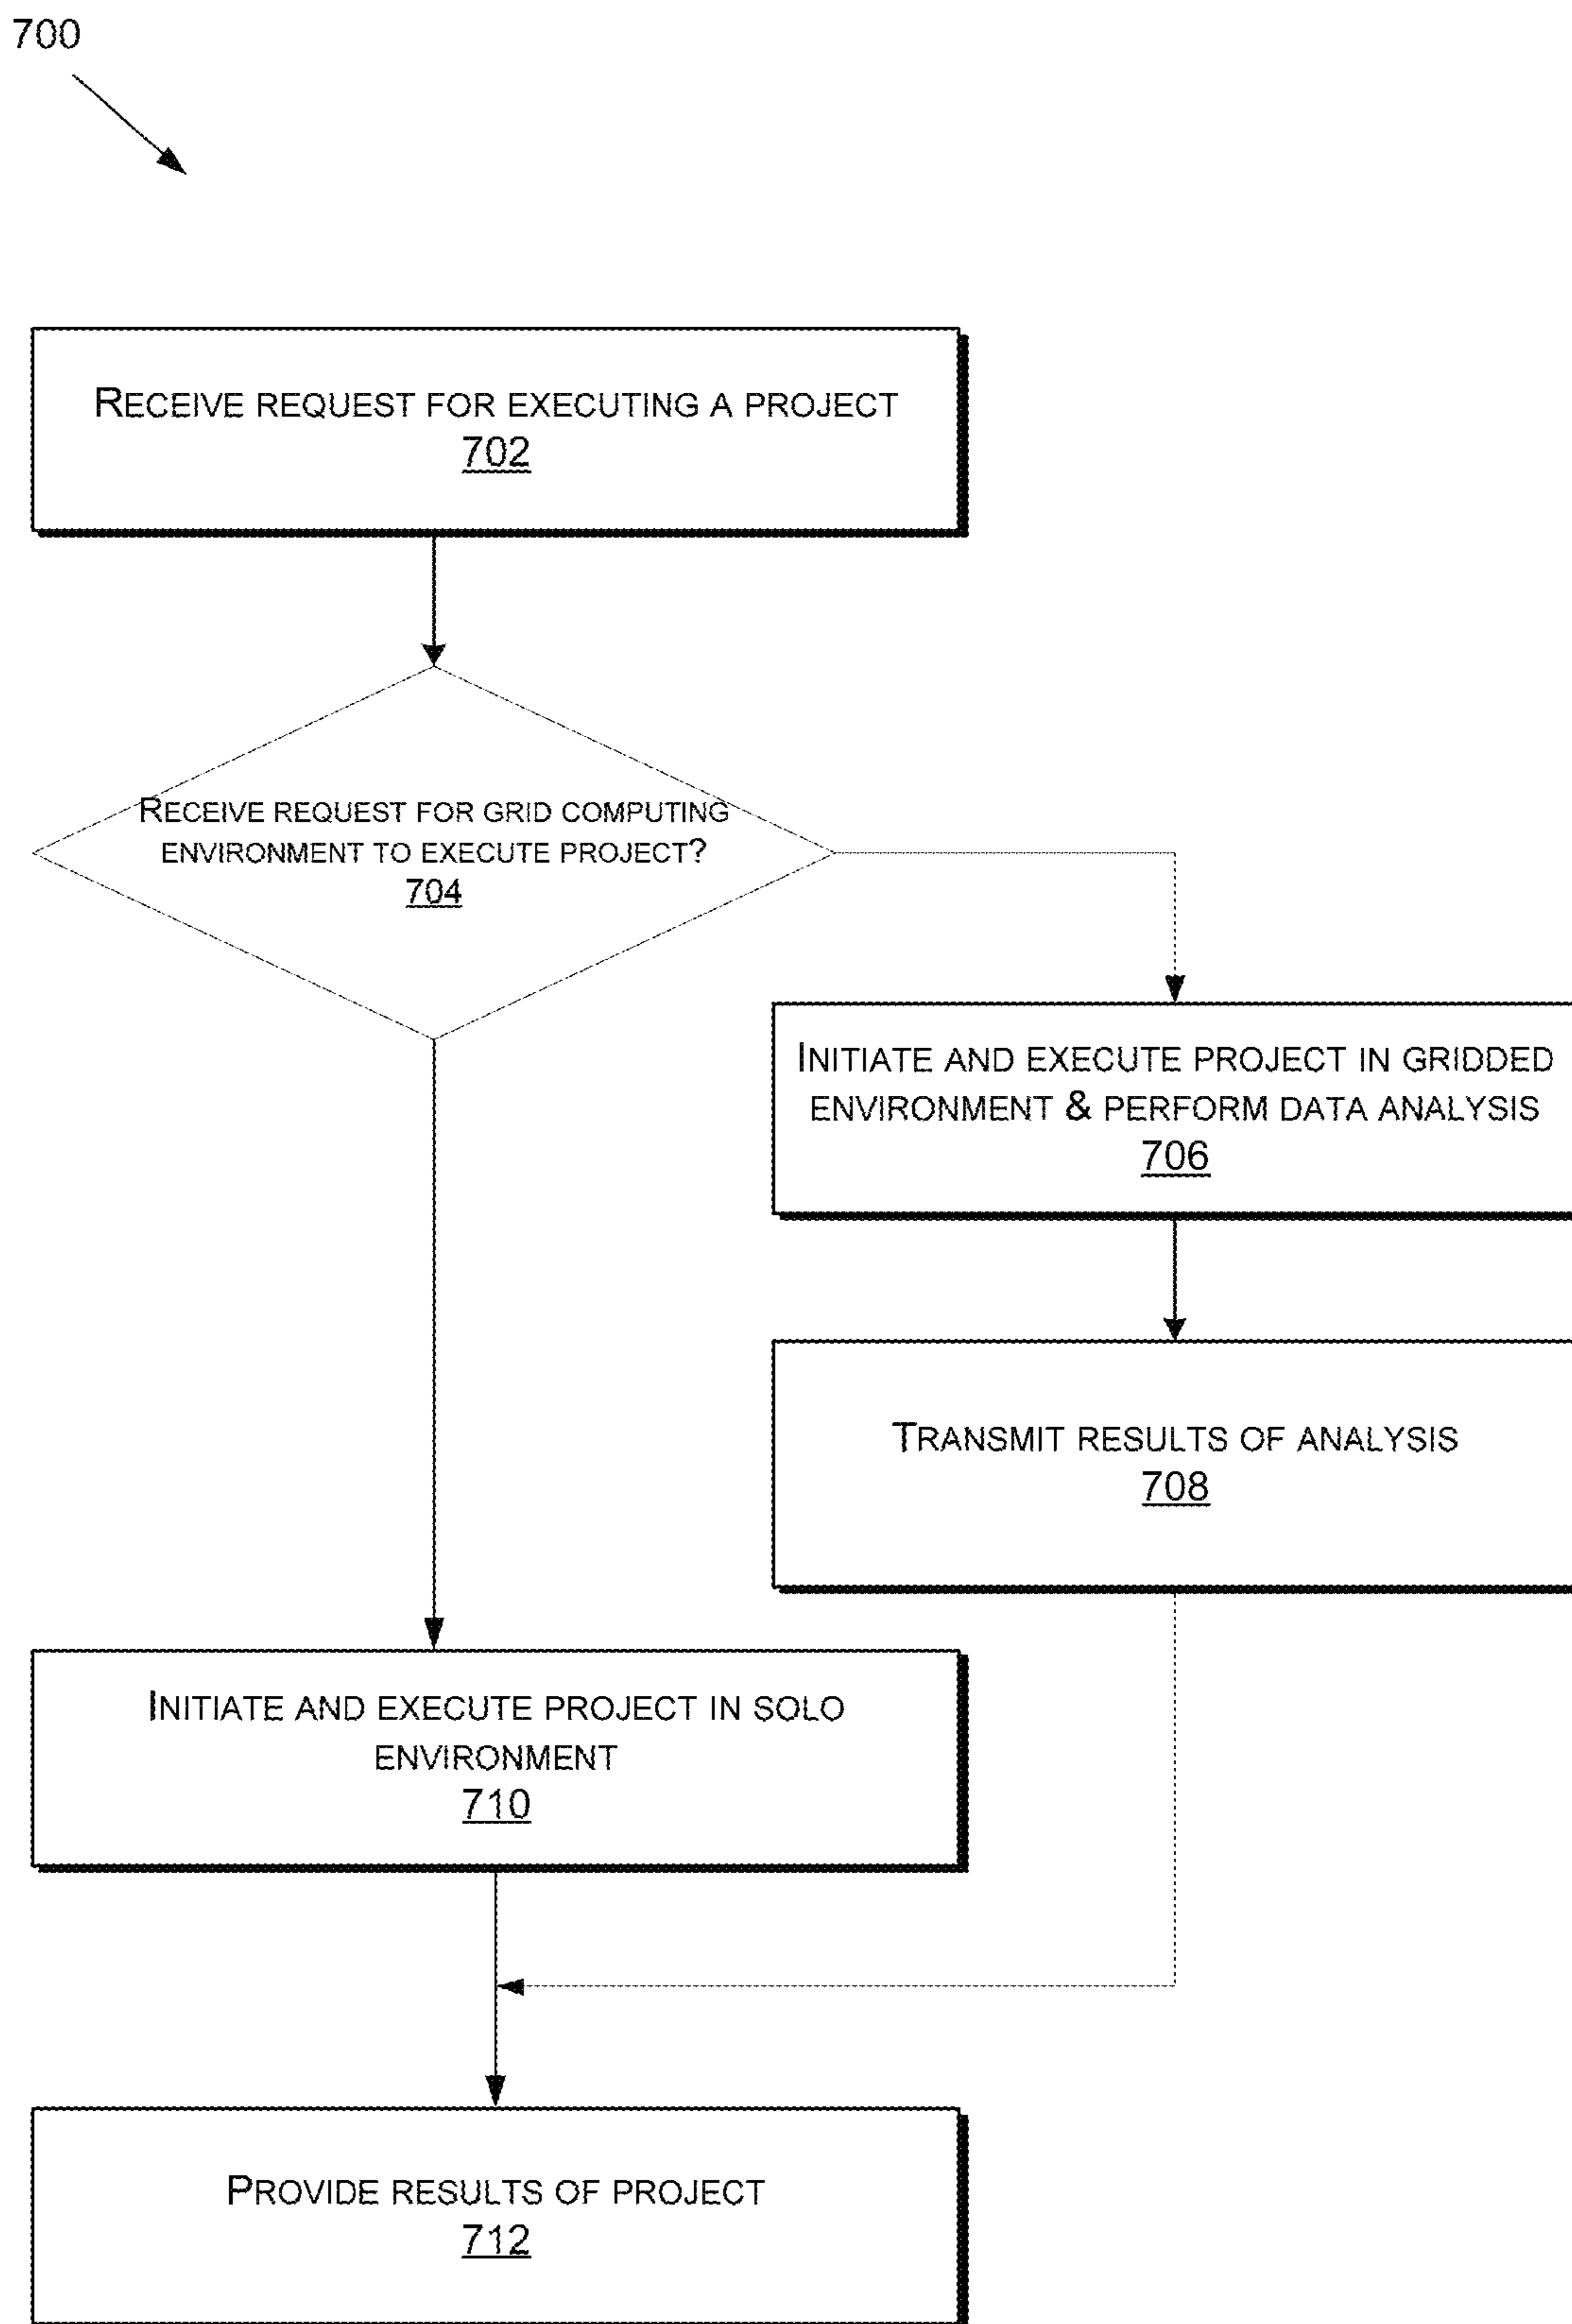 700
RECEIVE REQUEST FOR EXECUTING A PROJECT
702
RECEIVE REQUEST FOR GRID COMPUTING
ENVIRONMENT TO EXECUTE PROJECT?
704
INITIATE AND EXECUTE PROJECT IN GRIDDED
ENVIRONMENT & PERFORM DATA ANALYSIS
706
TRANSMIT RESULTS OF ANALYSIS
708
INITIATE AND EXECUTE PROJECT IN SOLO
ENVIRONMENT
710
PROVIDE RESULTS OF PROJECT
712